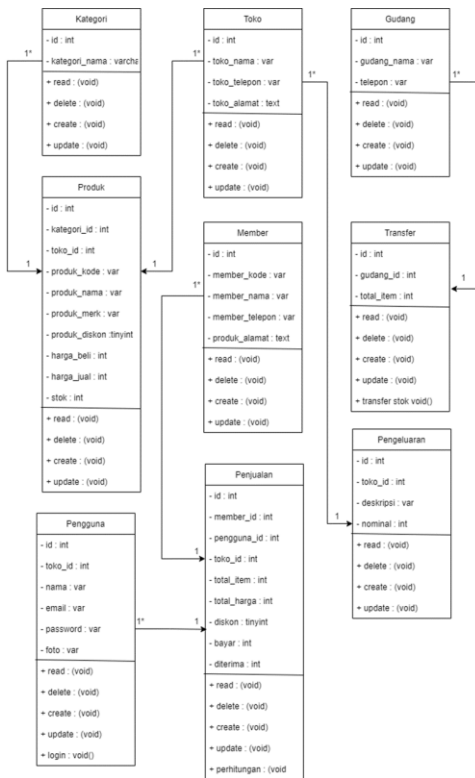 Kategori
- id : int
- kategori_nama : varcha
+ read : (void)
+ delete : (void)
+ create : (void)
+ update : (void)
Toko
- id : int
- toko_nama : var
- toko_telepon : var
- toko_alamat : text
+ read : (void)
+ delete : (void)
+ create : (void)
+ update : (void)
Gudang
- id : int
- gudang_nama : var
- telepon : var
+ read : (void)
+ delete : (void)
+ create : (void)
+ update : (void)
1*
1*
1*
1*
Produk
- id : int
- kategori_id : int
- toko_id : int
- produk_kode : var
- produk_nama : var
- produk_merk : var
- produk_diskon :tinyint
- harga_beli : int
- harga_jual : int
- stok : int
+ read : (void)
+ delete : (void)
+ create : (void)
+ update : (void)
1
1
Member
- id : int
- member_kode : var
- member_nama : var
- member_telepon : var
- produk_alamat : text
+ read : (void)
+ delete : (void)
+ create : (void)
+ update : (void)
1*
Transfer
- id : int
- gudang_id : int
- total_item : int
+ read : (void)
+ delete : (void)
+ create : (void)
+ update : (void)
+ transfer stok void()
1
Pengeluaran
- id : int
- toko_id : int
- deskripsi : var
- nominal : int
+ read : (void)
+ delete : (void)
+ create : (void)
+ update : (void)
1
Pengguna
- id : int
- toko_id : int
- nama : var
- email : var
- password : var
- foto : var
+ read : (void)
+ delete : (void)
+ create : (void)
+ update : (void)
+ login : void()
1*
1
1
Penjualan
- id : int
- member_id : int
- pengguna_id : int
- toko_id : int
- total_item : int
- total_harga : int
- diskon : tinyint
- bayar : int
- diterima : int
+ read : (void)
+ delete : (void)
+ create : (void)
+ update : (void)
+ perhitungan : (void